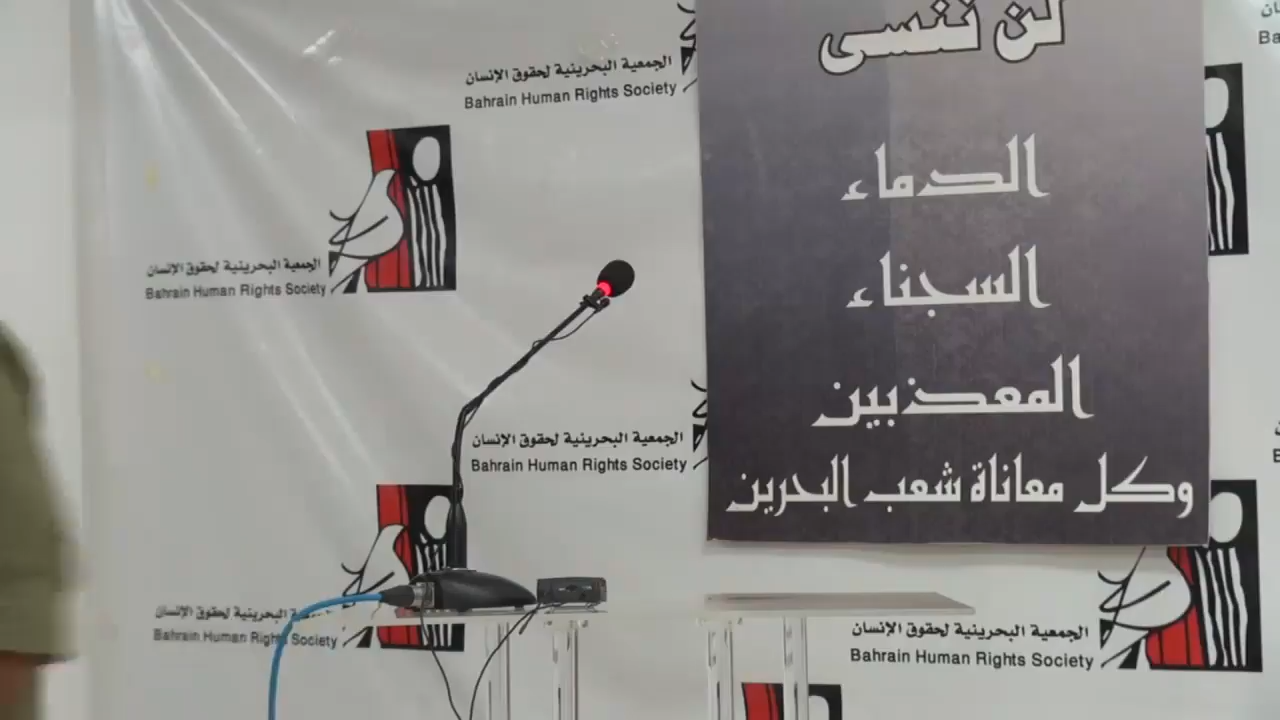 الجمعية البحرينية لحقوق الإنسان
Bahrain Human Rights Society
لن ننسى
الدماء
السجناء
المعذبين
وكل معاناة شعب البحرين
الجمعية البحرينية لحقوق الإنسان
Bahrain Human Rights Society
الجمعية البحرينية لحقوق الإنسان
Bahrain Human Rights Society
الجمعية البحرينية لحقوق الإنسان
Bahrain Human Rights Society
الجمعية البحرينية لحقوق الإنسان
Bahrain Human Rights Society